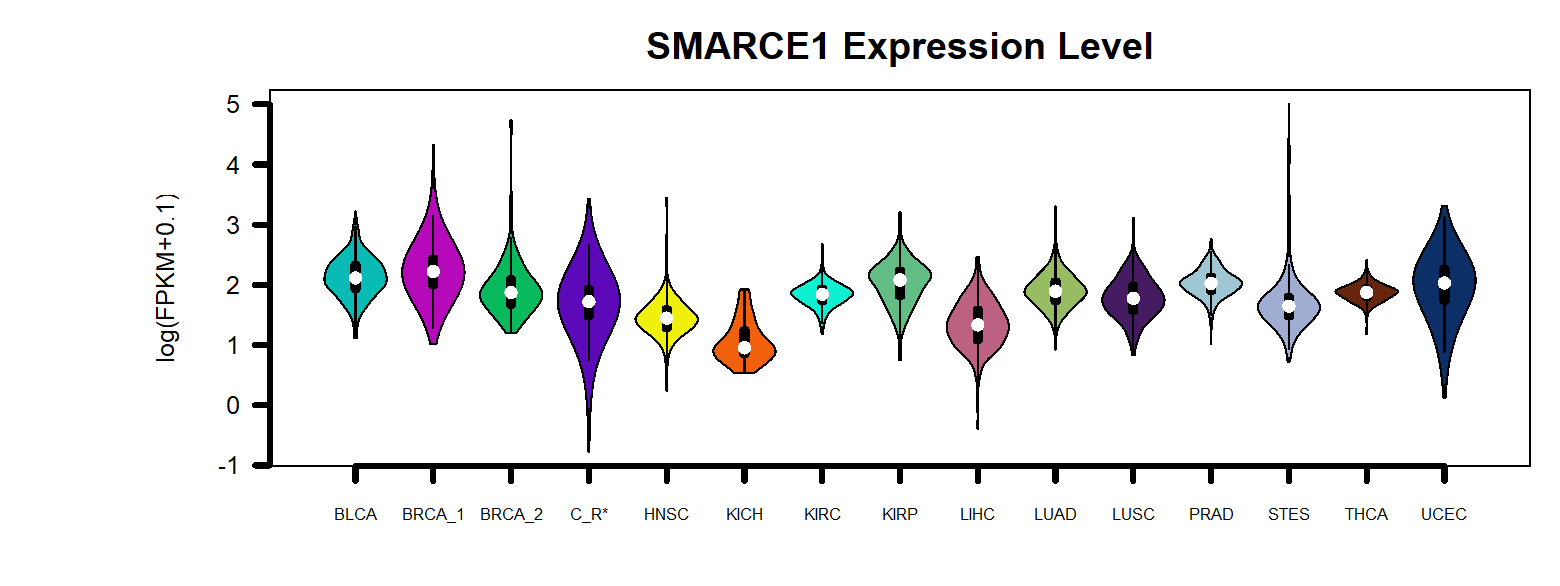 SMARCE1 Expression Level
log(FPKM+0.1)
5
4
3
2
1
0
-1
BLCA BRCA_1 BRCA_2 C_R* HNSC KICH KIRC KIRP LIHC LUAD LUSC PRAD STES THCA UCEC